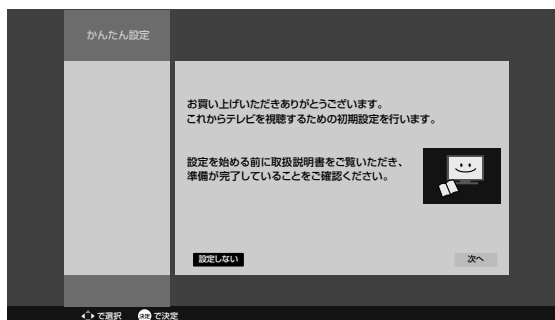 かんたん設定
お買い上げいただきありがとうございます。
これからテレビを視聴するための初期設定を行います。
設定を始める前に取扱説明書をご覧いただき、
準備が完了していることをご確認ください。
設定しない
次へ
で選択 決定 で決定